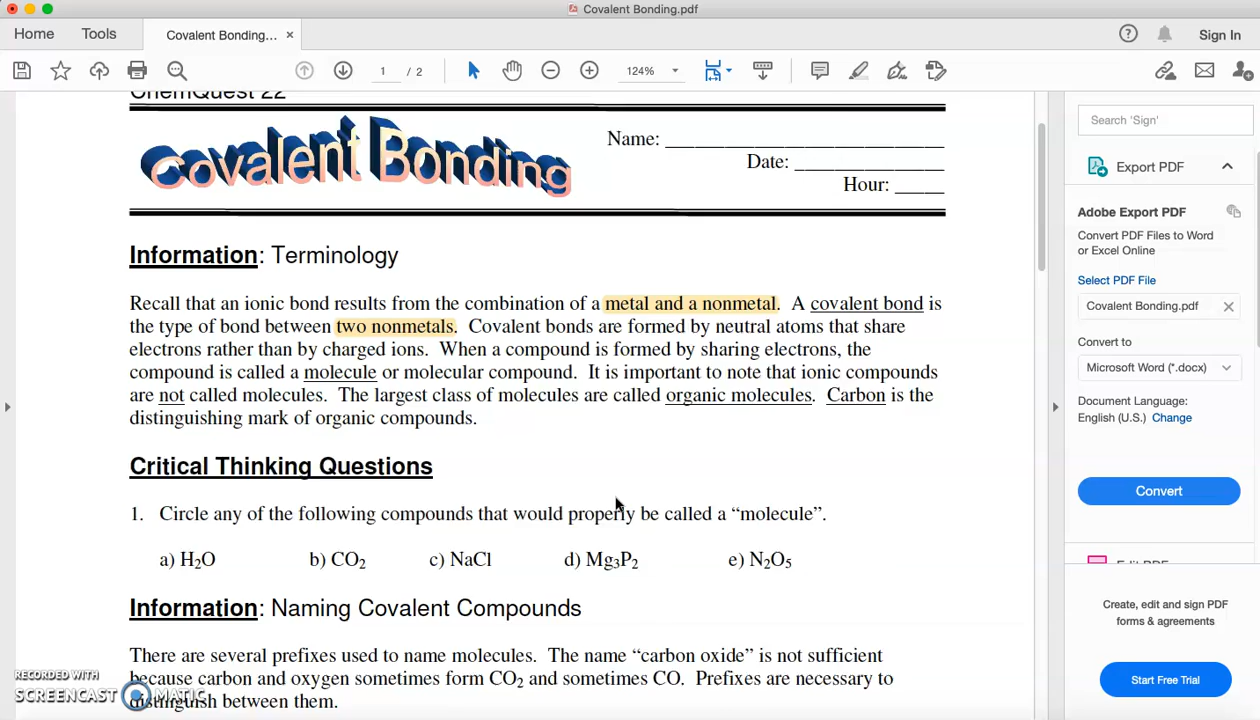 Covalent Bonding.pdf
Home Tools Covalent Bonding... × Sign In
1 / 2 124%
ChemQuest 22
Covalent Bonding
Name: ____________________________
Date: _______________
Hour: _____
Information: Terminology
Recall that an ionic bond results from the combination of a metal and a nonmetal. A covalent bond is
the type of bond between two nonmetals. Covalent bonds are formed by neutral atoms that share
electrons rather than by charged ions. When a compound is formed by sharing electrons, the
compound is called a molecule or molecular compound. It is important to note that ionic compounds
are not called molecules. The largest class of molecules are called organic molecules. Carbon is the
distinguishing mark of organic compounds.
Critical Thinking Questions
1. Circle any of the following compounds that would properly be called a “molecule”.
a) H₂O b) CO₂ c) NaCl d) Mg₃P₂ e) N₂O₅
Information: Naming Covalent Compounds
There are several prefixes used to name molecules. The name “carbon oxide” is not sufficient
because carbon and oxygen sometimes form CO₂ and sometimes CO. Prefixes are necessary to
distinguish between them.
RECORDED WITH
SCREENCAST MATIC
Search 'Sign'
Export PDF
Adobe Export PDF
Convert PDF Files to Word
or Excel Online
Select PDF File
Covalent Bonding.pdf ×
Convert to
Microsoft Word (*.docx)
Document Language:
English (U.S.) Change
Convert
Edit PDF
Create, edit and sign PDF
forms & agreements
Start Free Trial